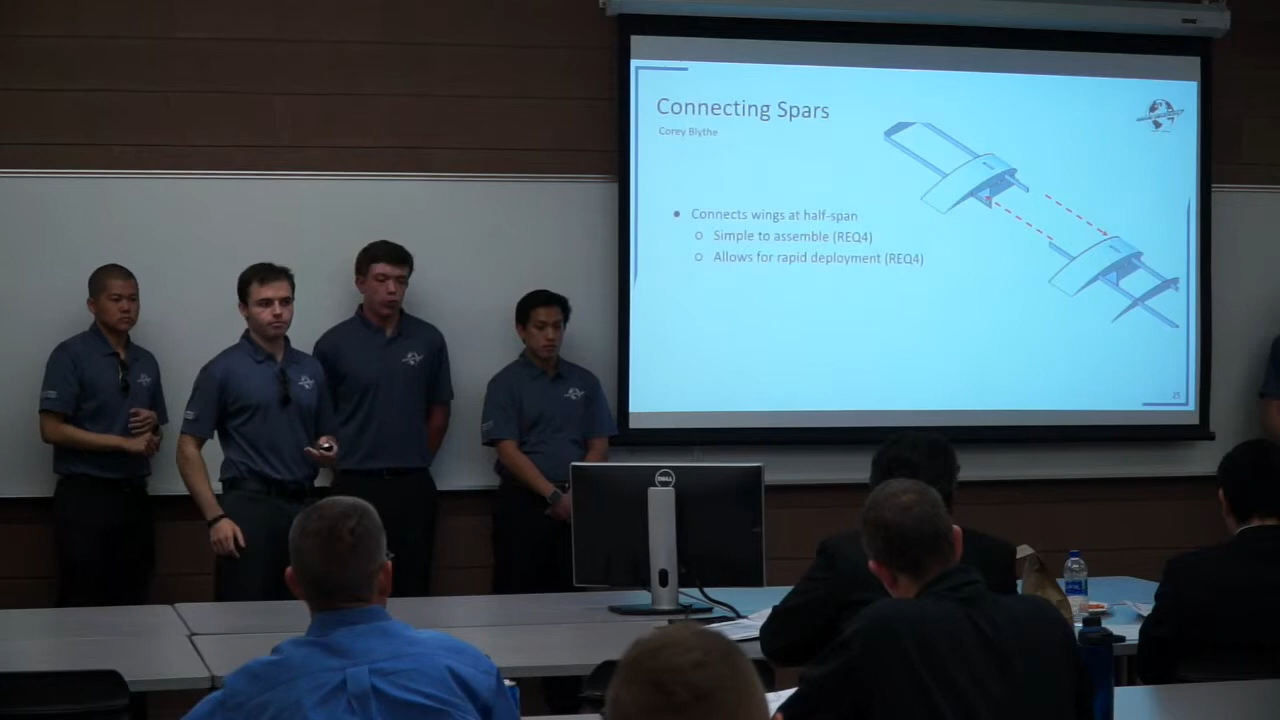 Connecting Spars
Corey Blythe
Connects wings at half-span
Simple to assemble (REQ4)
Allows for rapid deployment (REQ4)
25
DELL